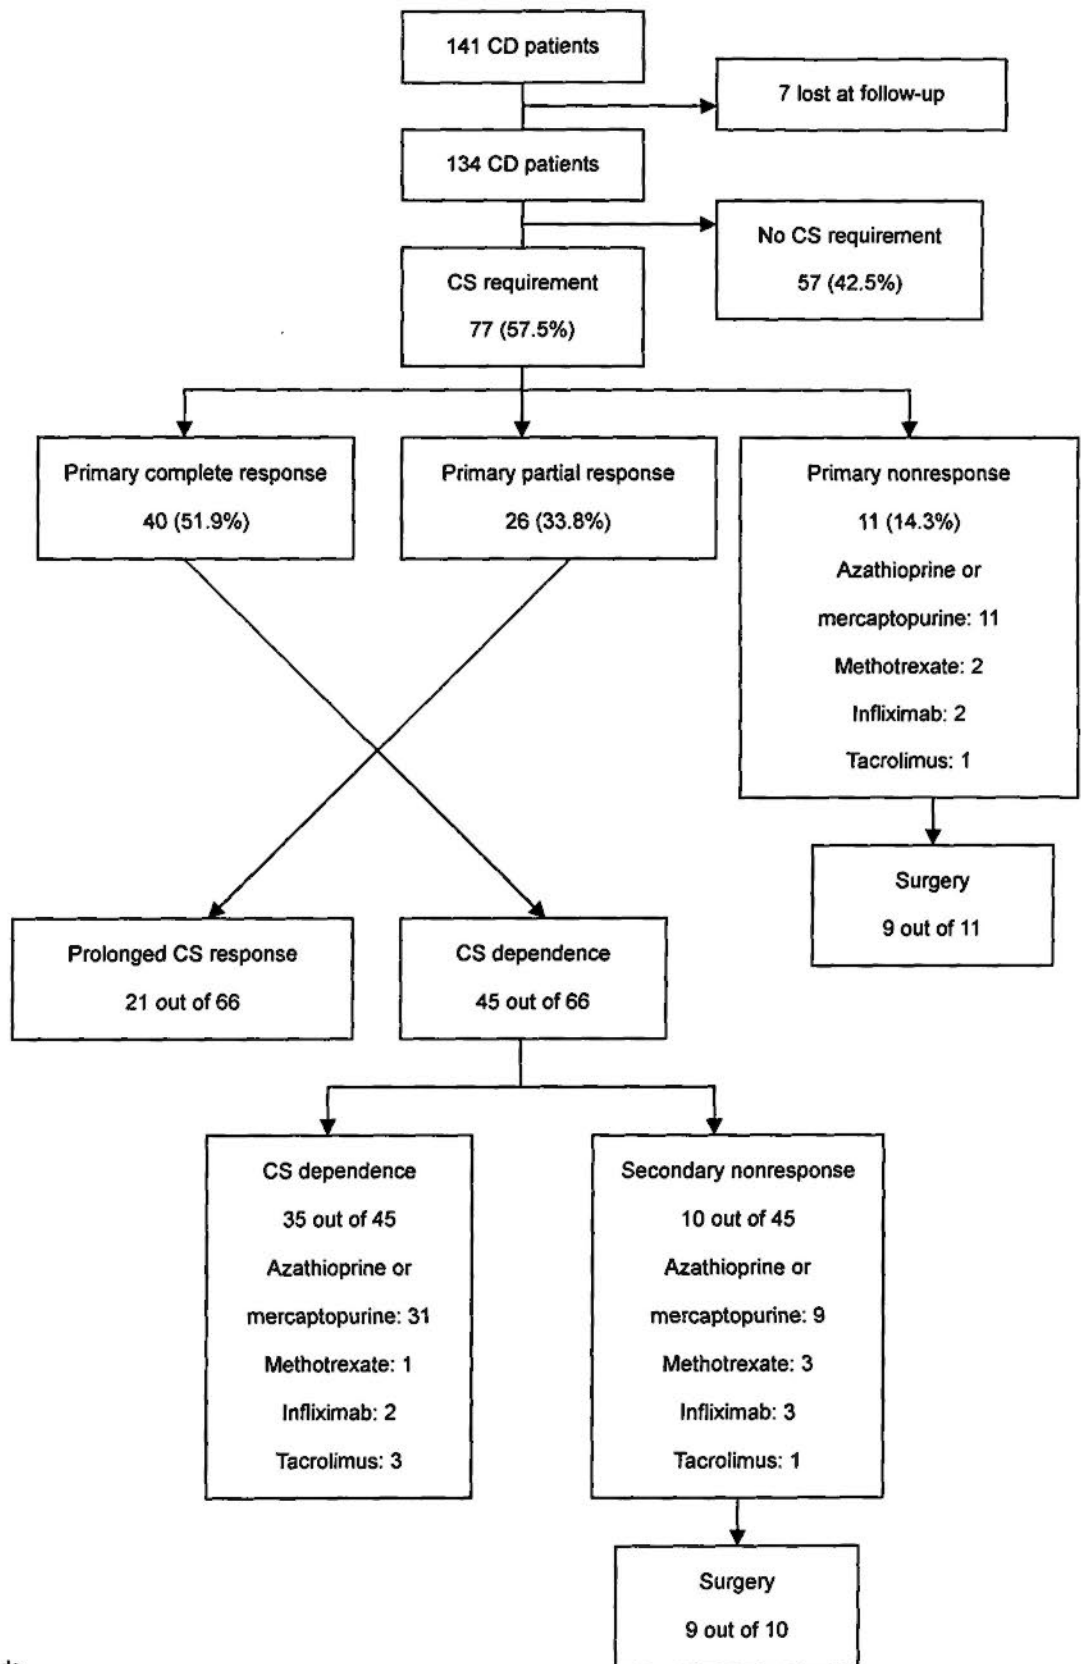 141 CD patients
7 lost at follow-up
134 CD patients
No CS requirement
57 (42.5%)
CS requirement
77 (57.5%)
Primary complete response
40 (51.9%)
Primary partial response
26 (33.8%)
Primary nonresponse
11 (14.3%)
Azathioprine or
mercaptopurine: 11
Methotrexate: 2
Infliximab: 2
Tacrolimus: 1
Surgery
9 out of 11
Prolonged CS response
21 out of 66
CS dependence
45 out of 66
CS dependence
35 out of 45
Azathioprine or
mercaptopurine: 31
Methotrexate: 1
Infliximab: 2
Tacrolimus: 3
Secondary nonresponse
10 out of 45
Azathioprine or
mercaptopurine: 9
Methotrexate: 3
Infliximab: 3
Tacrolimus: 1
Surgery
9 out of 10